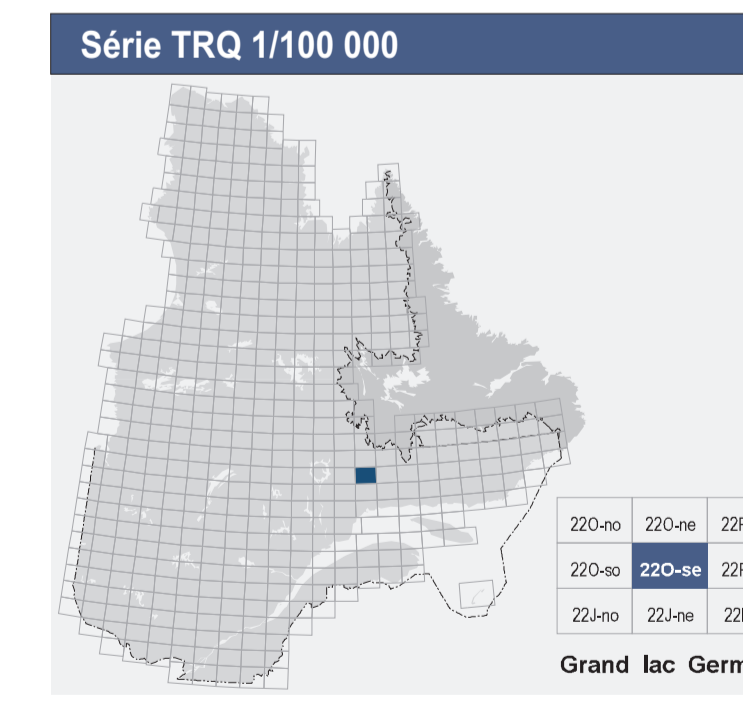 Série TRQ 1/100 000
22O-no 22O-ne
22O-so 22O-se
22J-no 22J-ne
Grand lac